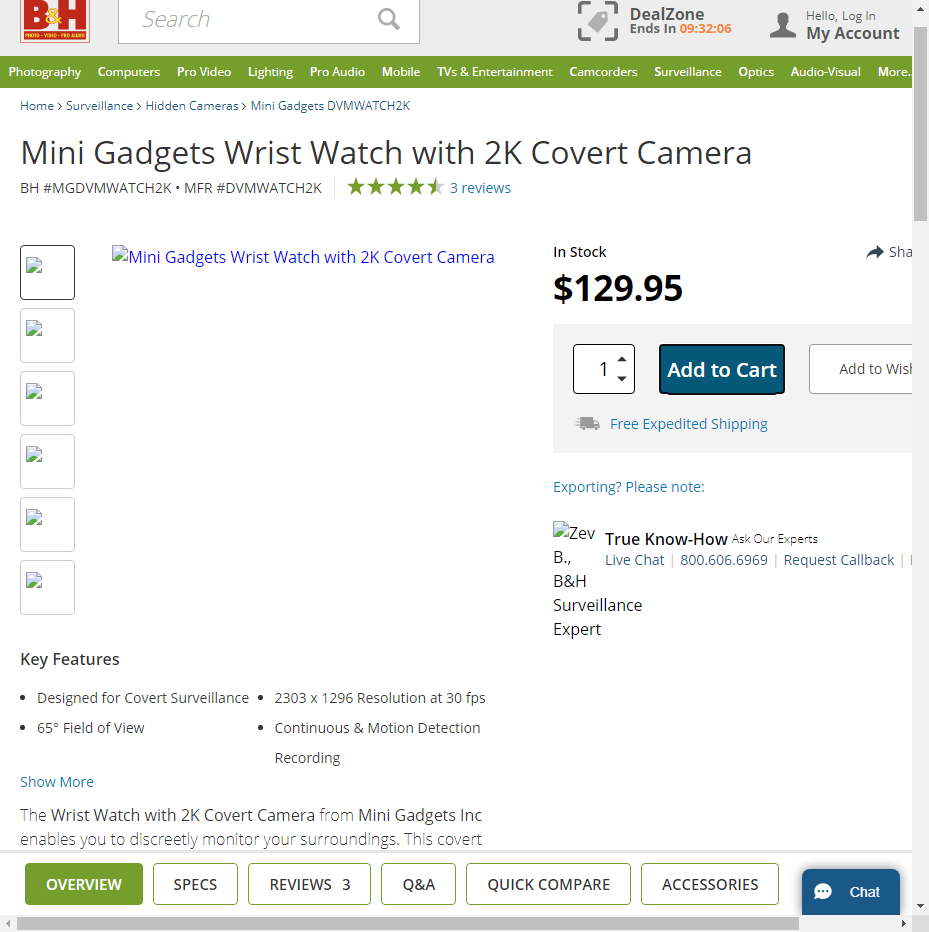 B&H
PHOTO - VIDEO - PRO AUDIO
Search
DealZone
Ends In 09:32:06
Hello, Log In
My Account
Photography Computers Pro Video Lighting Pro Audio Mobile TVs & Entertainment Camcorders Surveillance Optics Audio-Visual More..
Home › Surveillance › Hidden Cameras › Mini Gadgets DVMWATCH2K
Mini Gadgets Wrist Watch with 2K Covert Camera
BH #MGDVMWATCH2K • MFR #DVMWATCH2K 3 reviews
Mini Gadgets Wrist Watch with 2K Covert Camera
In Stock
Sha
$129.95
1
Add to Cart
Add to Wish
Free Expedited Shipping
Exporting? Please note:
Zev
B.,
B&H
Surveillance
Expert
True Know-How Ask Our Experts
Live Chat | 800.606.6969 | Request Callback |
Key Features
• Designed for Covert Surveillance
• 65° Field of View
• 2303 x 1296 Resolution at 30 fps
• Continuous & Motion Detection
Recording
Show More
The Wrist Watch with 2K Covert Camera from Mini Gadgets Inc
enables you to discreetly monitor your surroundings. This covert
OVERVIEW SPECS REVIEWS 3 Q&A QUICK COMPARE ACCESSORIES
Chat